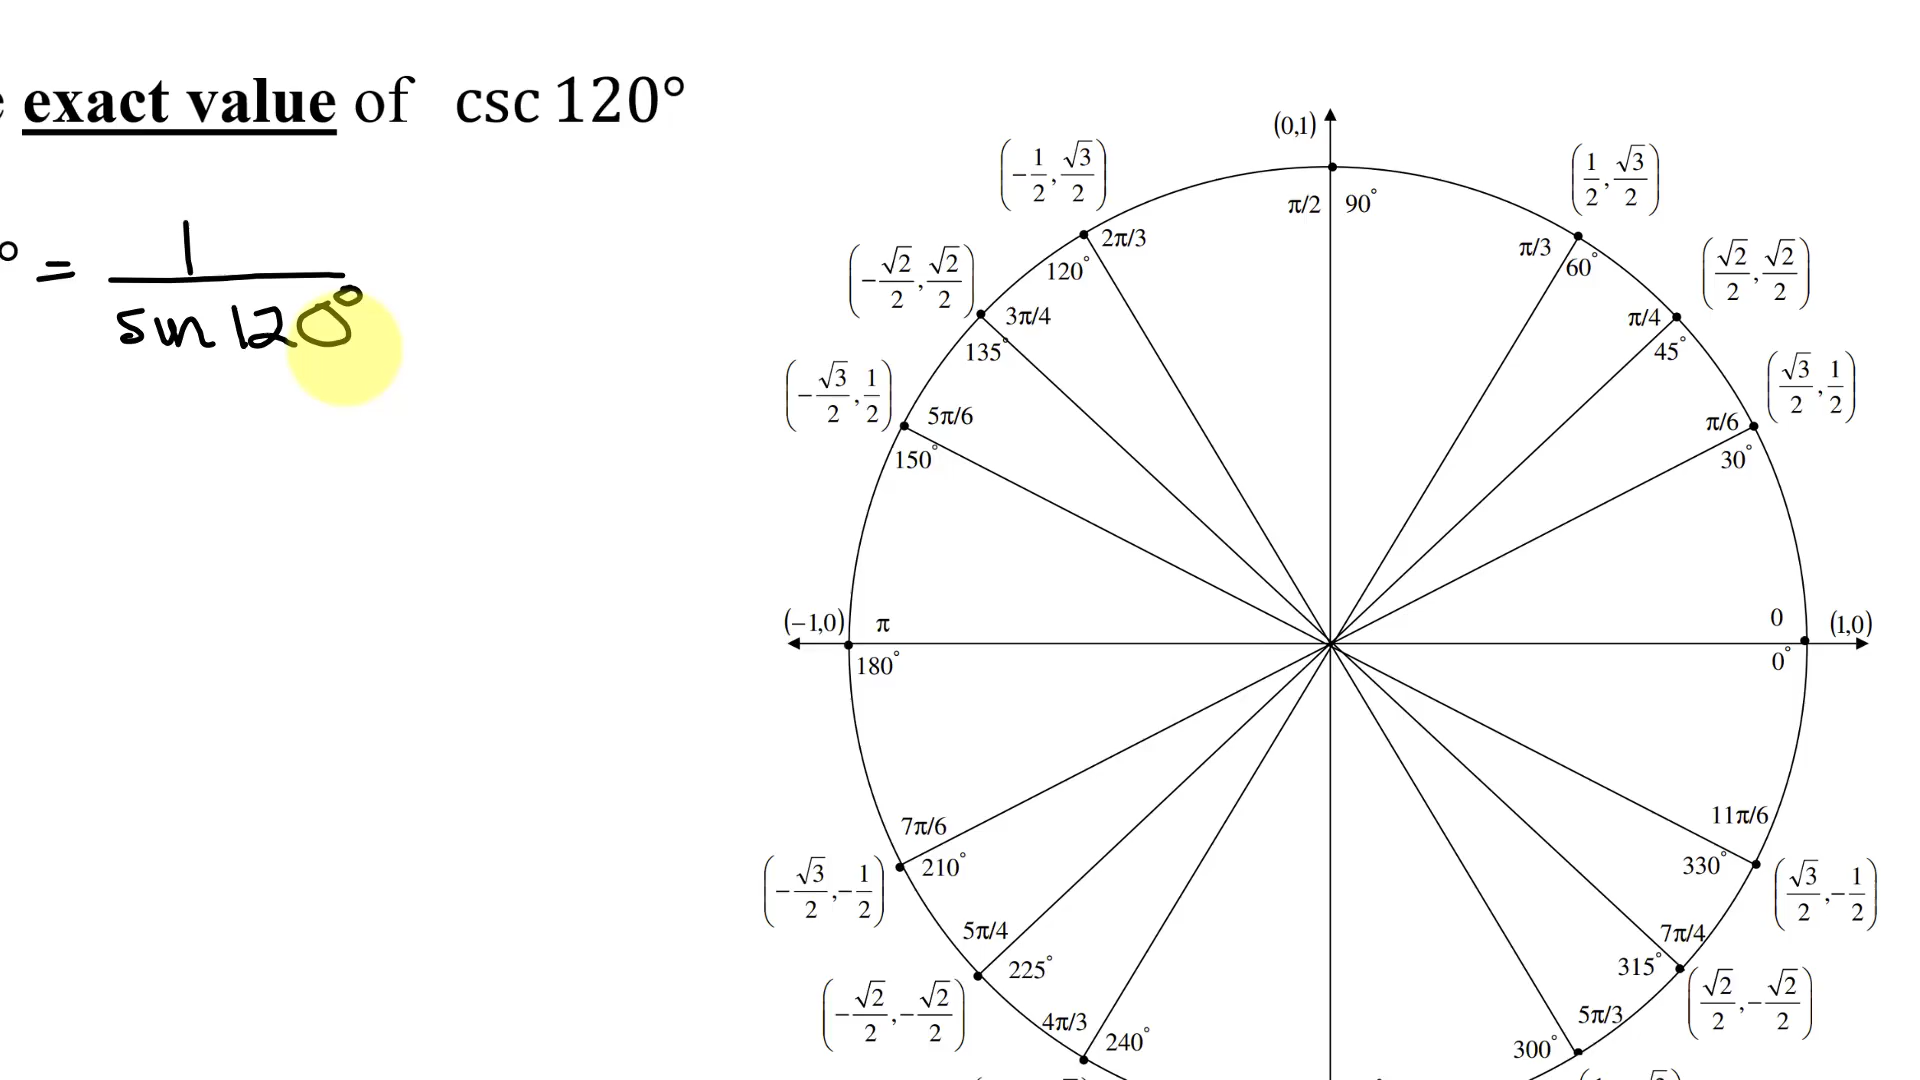 exact value of csc 120°
° = 1 / sin 120°
(0,1)
(-1/2, √3/2)
(1/2, √3/2)
π/2 90°
2π/3
120°
π/3
60°
(-√2/2, √2/2)
(√2/2, √2/2)
3π/4
135°
π/4
45°
(-√3/2, 1/2)
(√3/2, 1/2)
5π/6
150°
π/6
30°
(-1,0) π
180°
0 (1,0)
0°
7π/6
210°
11π/6
330°
(-√3/2, -1/2)
(√3/2, -1/2)
5π/4
225°
7π/4
315°
(-√2/2, -√2/2)
(√2/2, -√2/2)
4π/3
240°
5π/3
300°